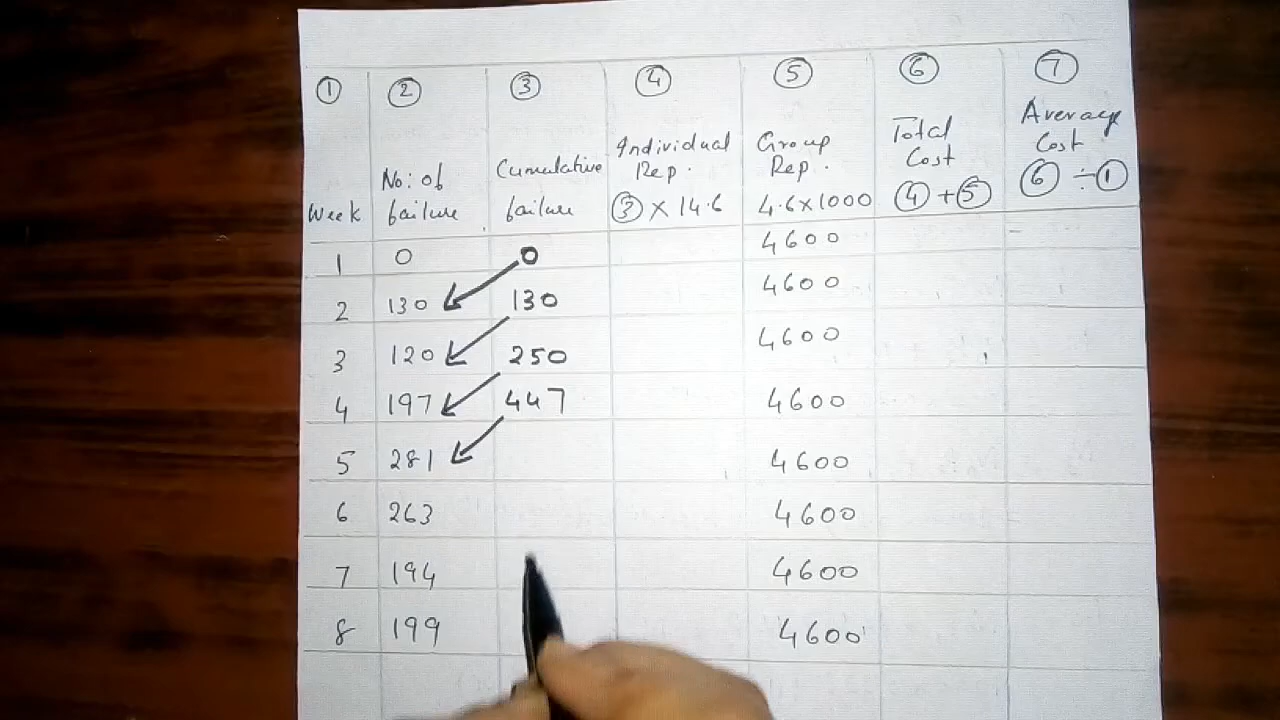 ① ② ③ ④ ⑤ ⑥ ⑦
Week
No: of
failure
Cumulative
failure
Individual
Rep.
③ × 14.6
Group
Rep.
4.6×1000
Total
Cost
④ + ⑤
Average
Cost
⑥ ÷ ①
1 0 0 4600
2 130 130 4600
3 120 250 4600
4 197 447 4600
5 281 4600
6 263 4600
7 194 4600
8 199 4600